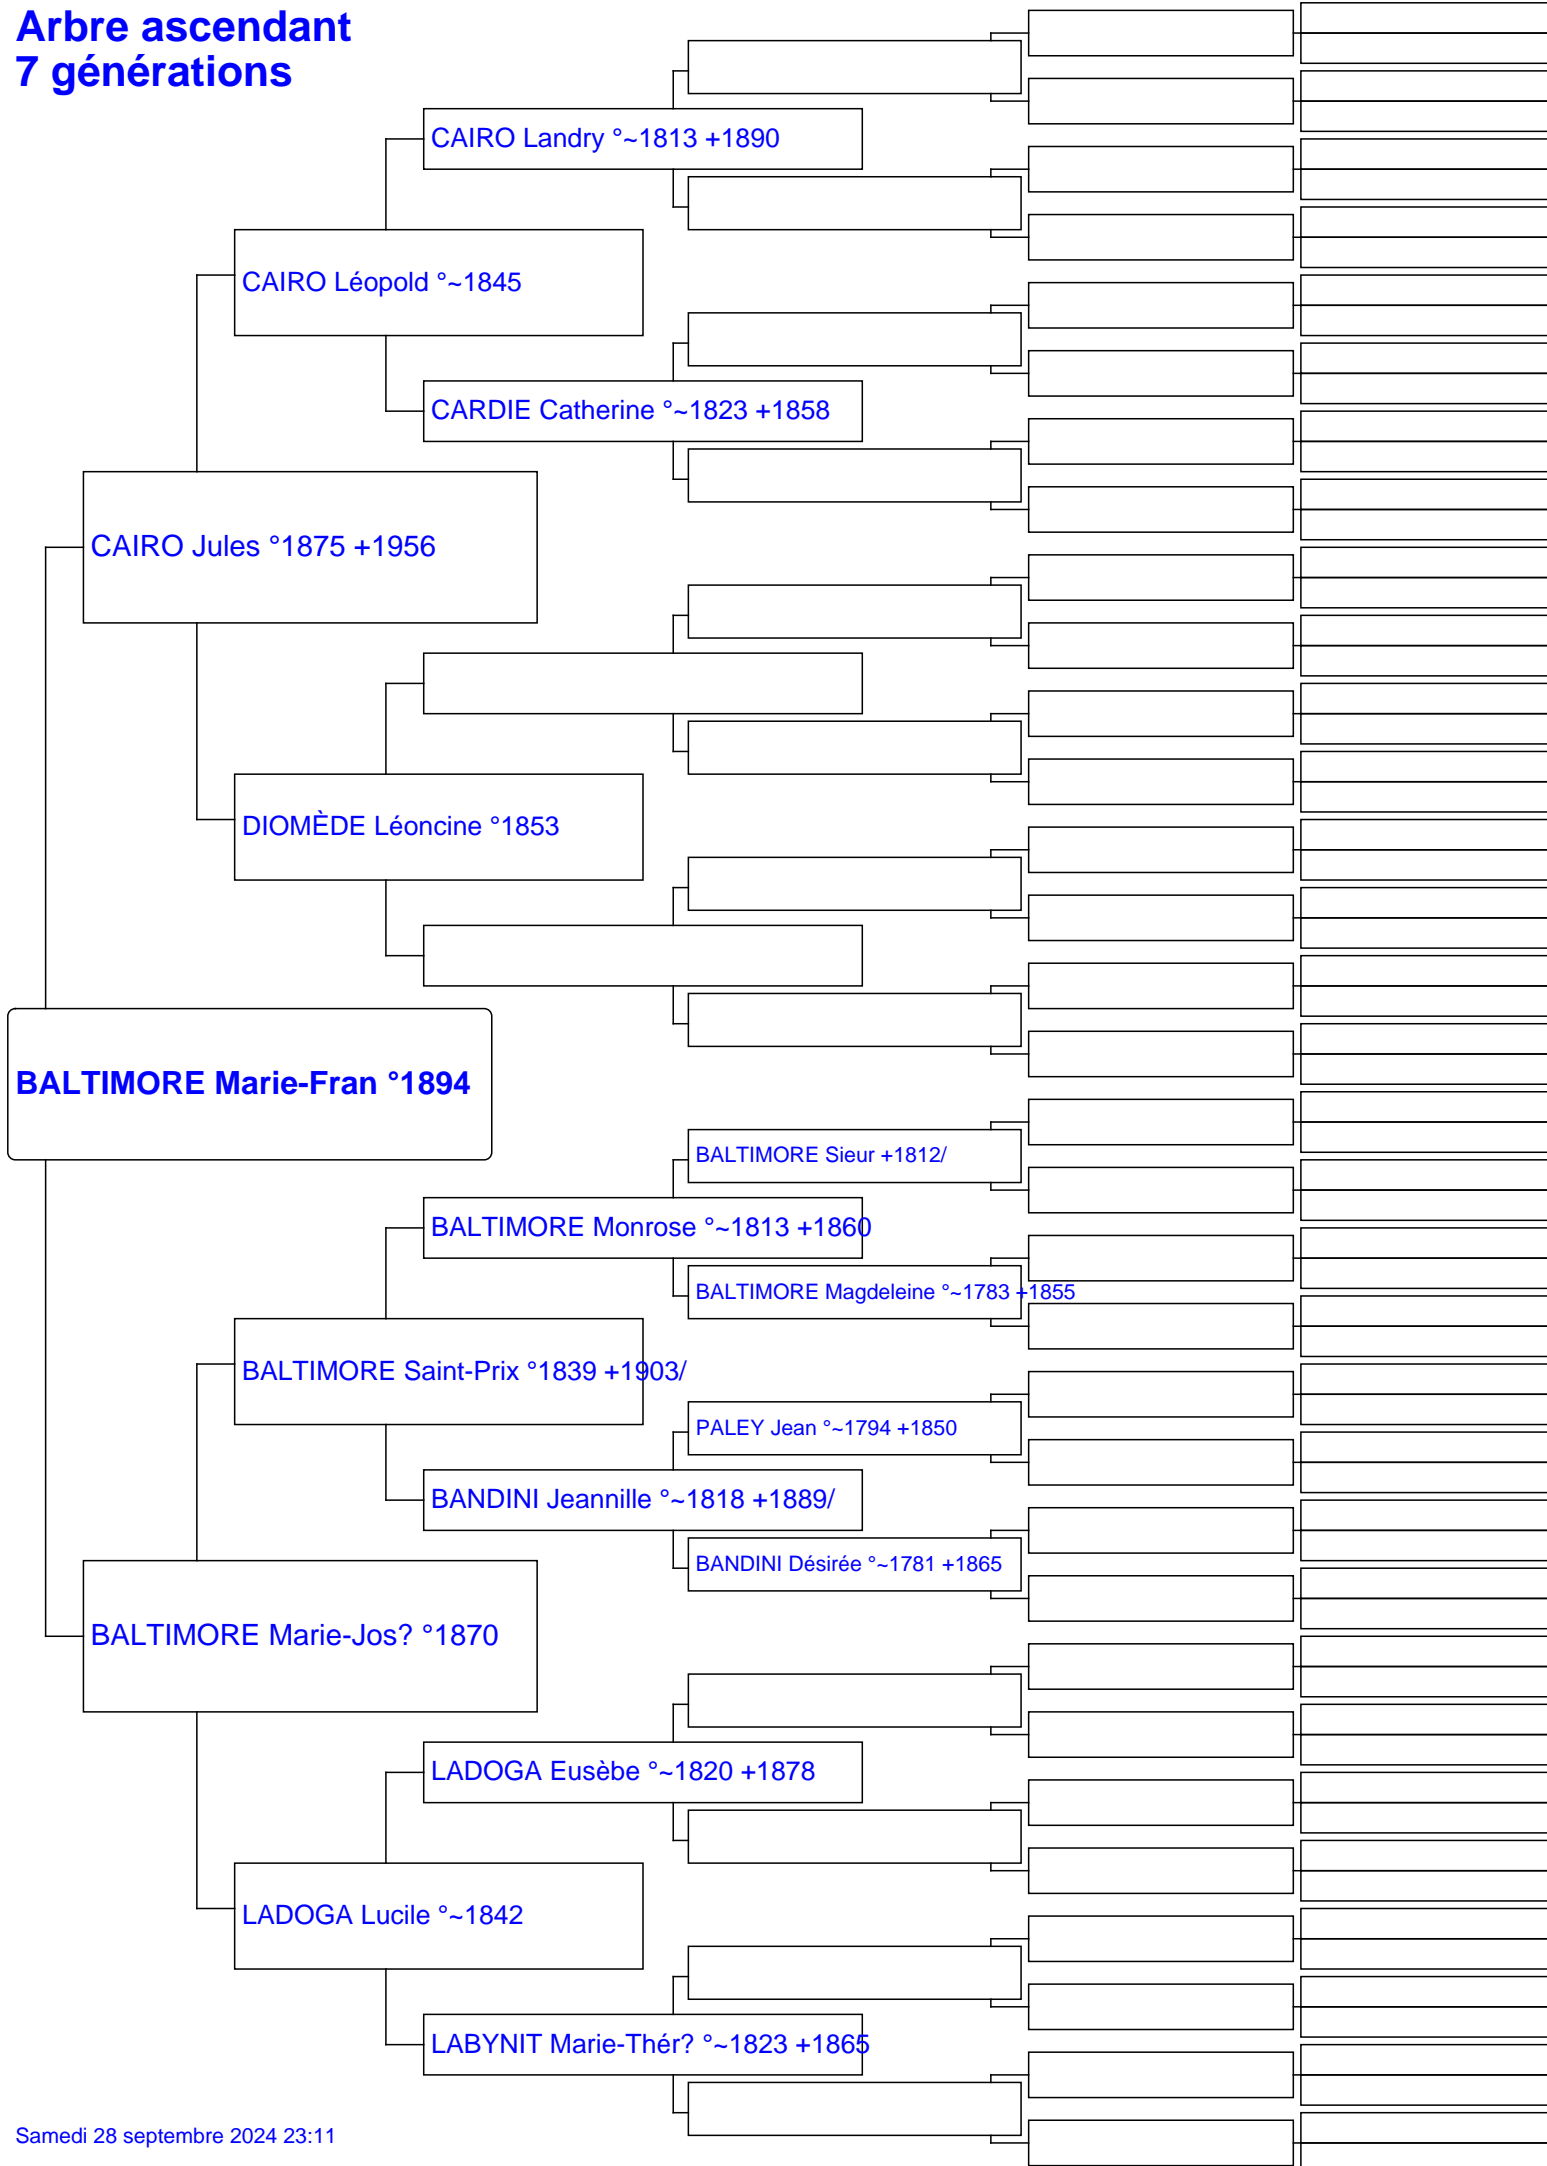 Arbre ascendant
7 générations
CAIRO Landry °~1813 +1890
CAIRO Léopold °~1845
CARDIE Catherine °~1823 +1858
CAIRO Jules °1875 +1956
DIOMÈDE Léoncine °1853
BALTIMORE Marie-Fran °1894
BALTIMORE Sieur +1812/
BALTIMORE Monrose °~1813 +1860
BALTIMORE Magdeleine °~1783 +1855
BALTIMORE Saint-Prix °1839 +1903/
PALEY Jean °~1794 +1850
BANDINI Jeannille °~1818 +1889/
BANDINI Désirée °~1781 +1865
BALTIMORE Marie-Jos? °1870
LADOGA Eusèbe °~1820 +1878
LADOGA Lucile °~1842
LABYNIT Marie-Thér? °~1823 +1865
Samedi 28 septembre 2024 23:11